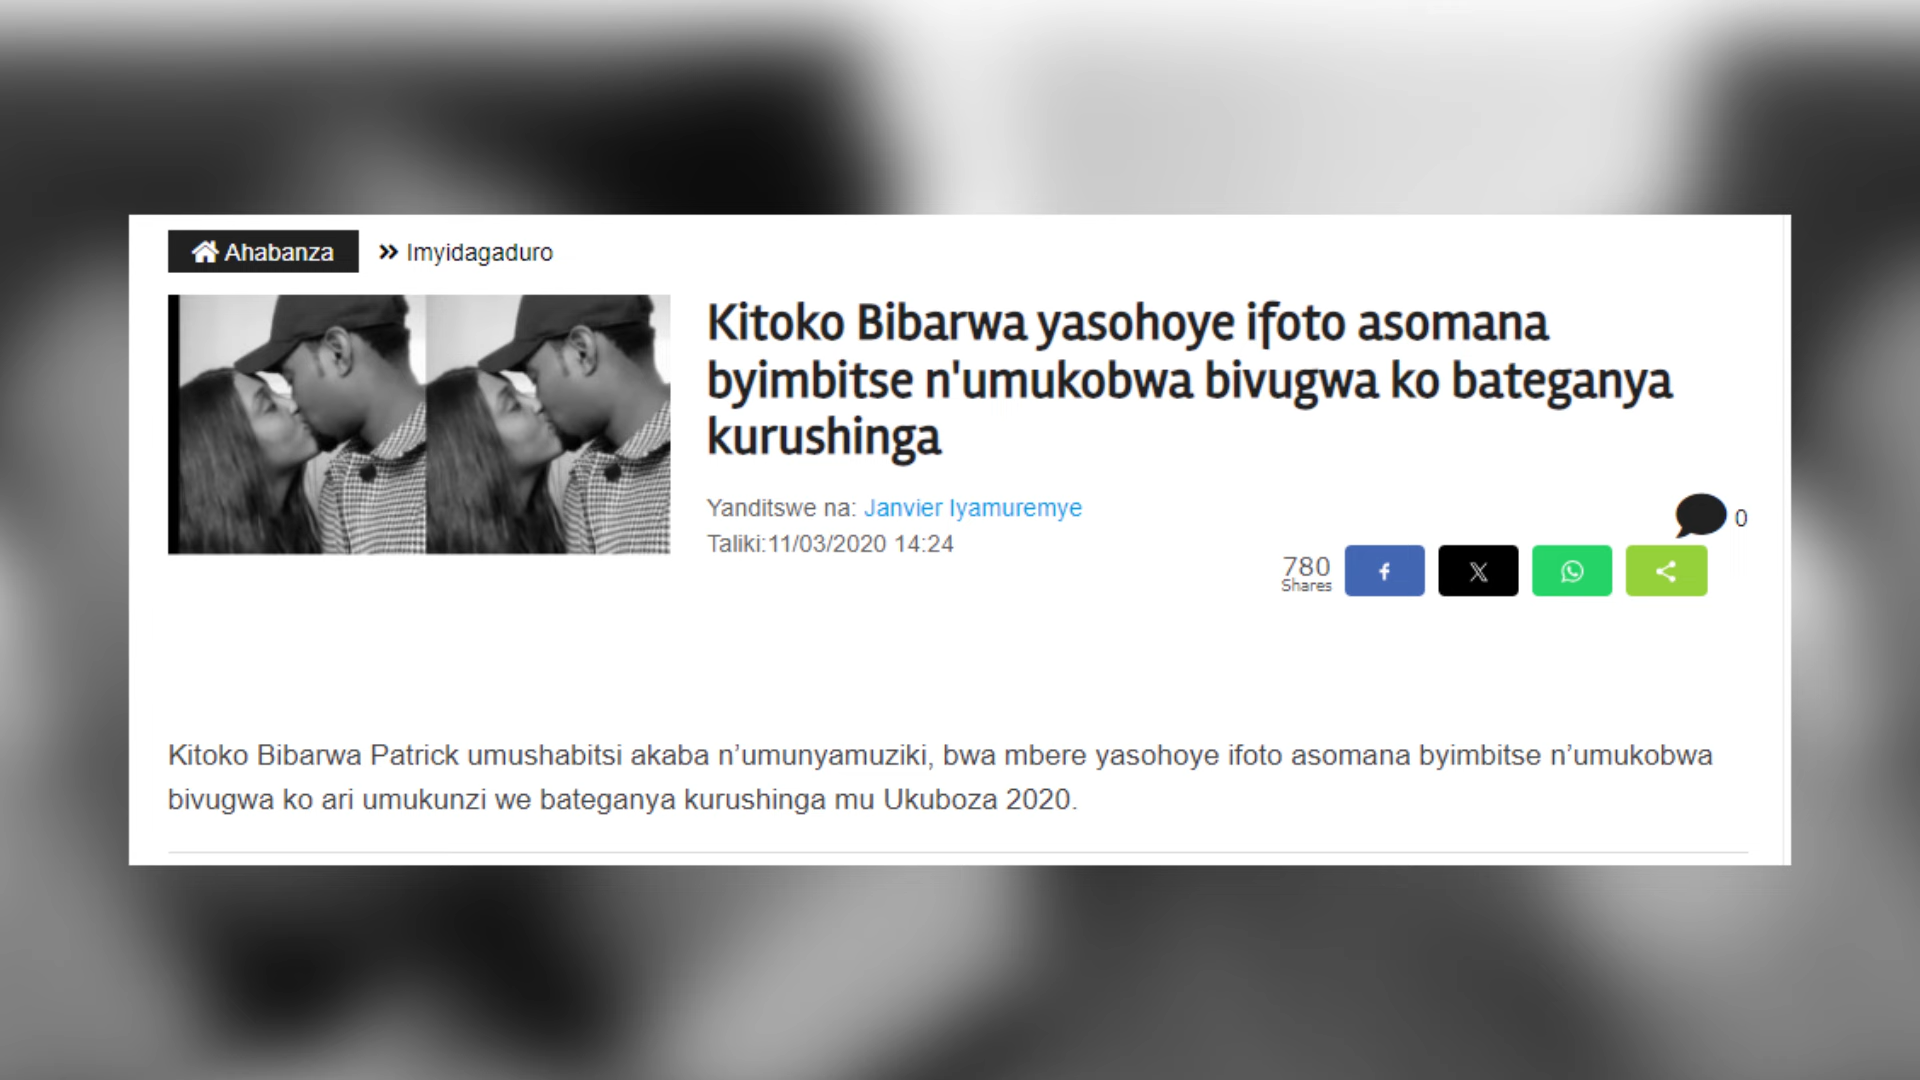 Ahabanza » Imyidagaduro
Kitoko Bibarwa yasohoye ifoto asomana
byimbitse n'umukobwa bivugwa ko bateganya
kurushinga
Yanditswe na: Janvier Iyamuremye
Taliki:11/03/2020 14:24
0
780
Shares
Kitoko Bibarwa Patrick umushabitsi akaba n’umunyamuziki, bwa mbere yasohoye ifoto asomana byimbitse n’umukobwa
bivugwa ko ari umukunzi we bateganya kurushinga mu Ukuboza 2020.